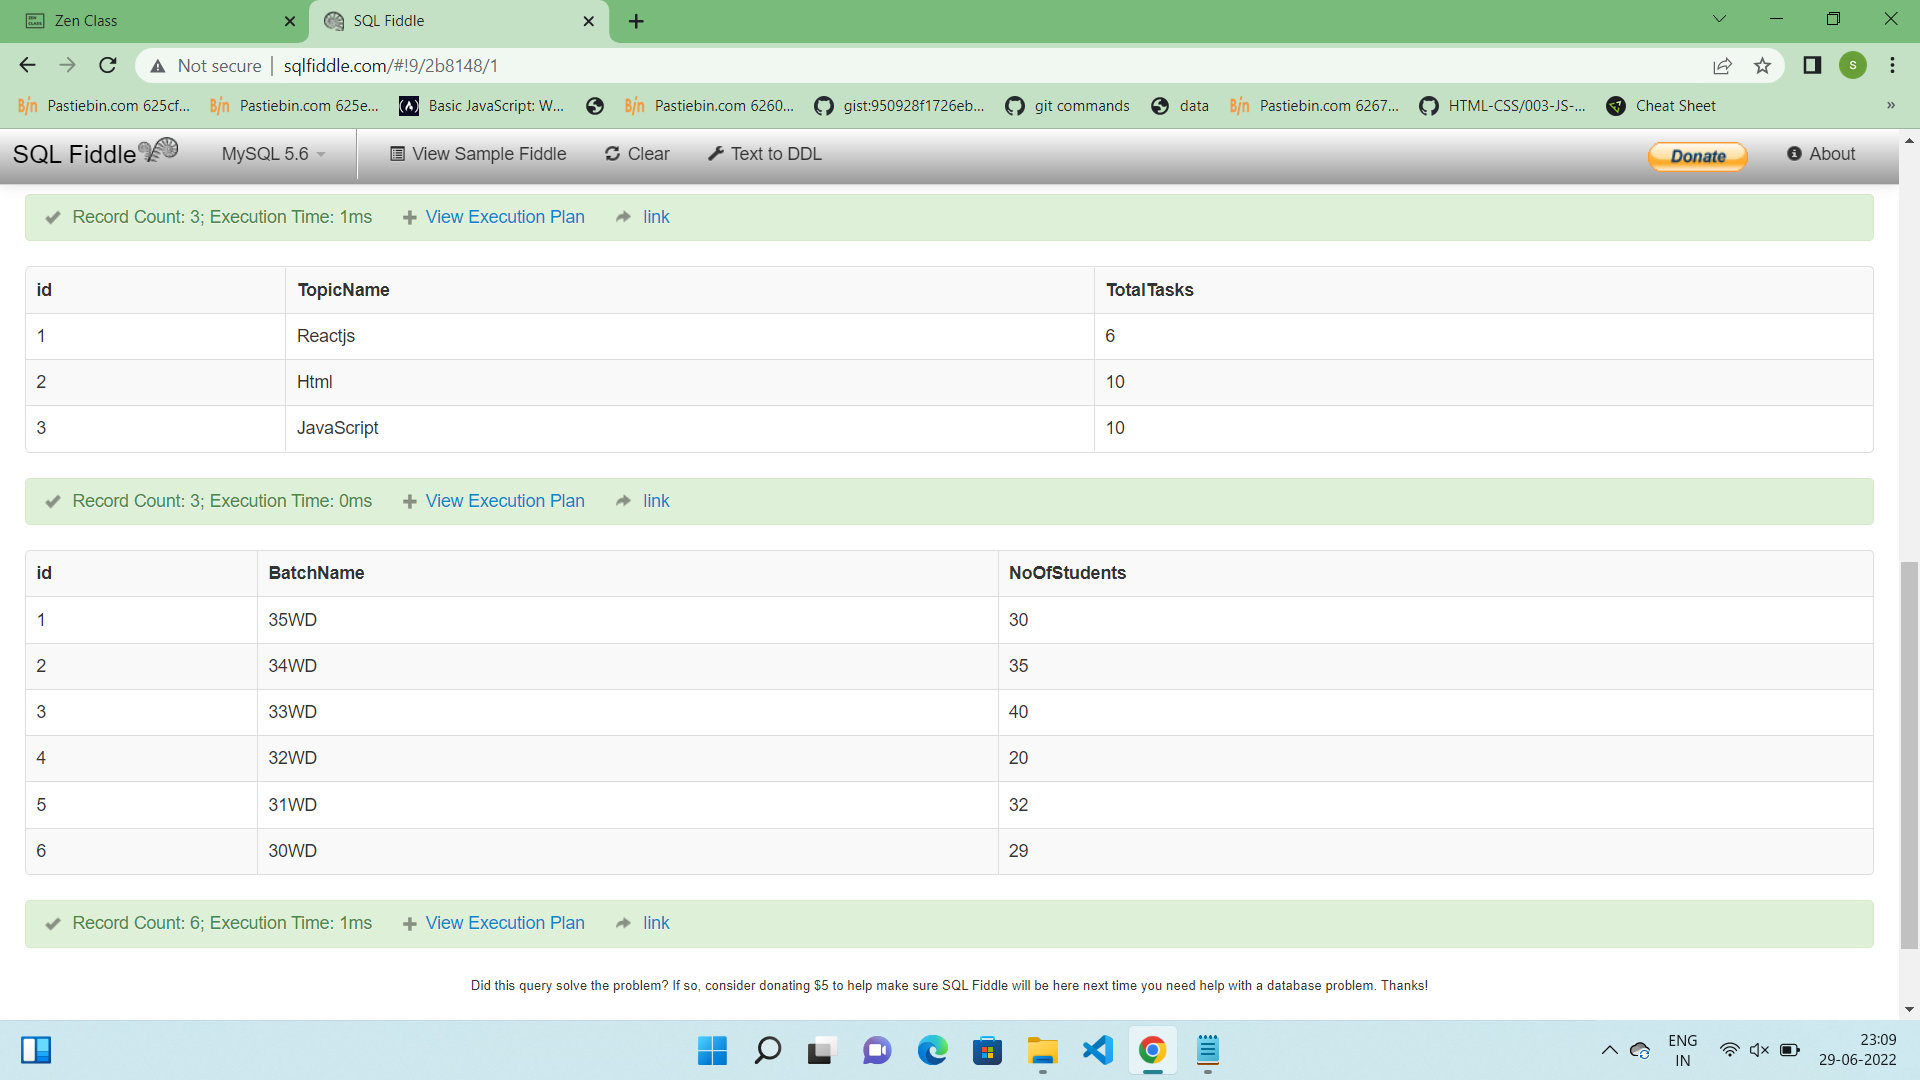 Zen Class
SQL Fiddle
Not secure
sqlfiddle.com/#!9/2b8148/1
S
Pastiebin.com 625cf...
Pastiebin.com 625e...
Basic JavaScript: W...
Pastiebin.com 6260...
gist:950928f1726eb...
git commands
data
Pastiebin.com 6267...
HTML-CSS/003-JS-...
Cheat Sheet
»
SQL Fiddle
MySQL 5.6
View Sample Fiddle
Clear
Text to DDL
Donate
About
Record Count: 3; Execution Time: 1ms View Execution Plan link
id TopicName TotalTasks
1 Reactjs 6
2 Html 10
3 JavaScript 10
Record Count: 3; Execution Time: 0ms View Execution Plan link
id BatchName NoOfStudents
1 35WD 30
2 34WD 35
3 33WD 40
4 32WD 20
5 31WD 32
6 30WD 29
Record Count: 6; Execution Time: 1ms View Execution Plan link
Did this query solve the problem? If so, consider donating $5 to help make sure SQL Fiddle will be here next time you need help with a database problem. Thanks!
ENG
IN
23:09
29-06-2022